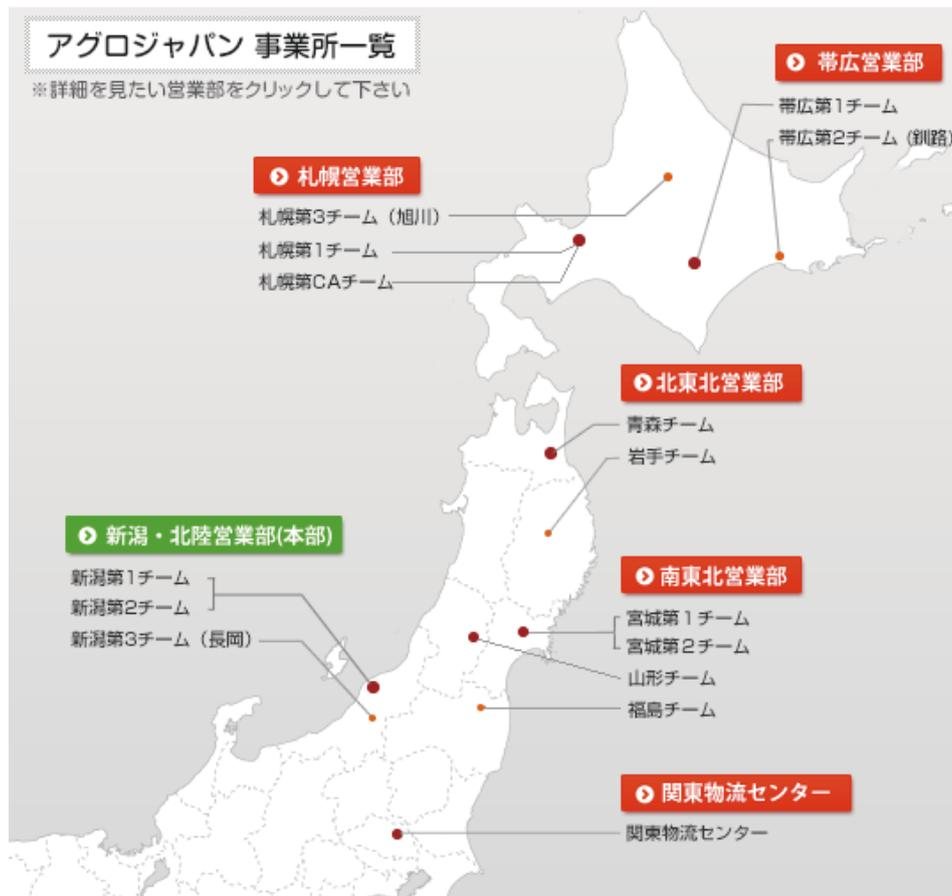 アグロジャパン 事業所一覧
※詳細を見たい営業部をクリックして下さい
帯広営業部
帯広第1チーム
帯広第2チーム (釧路)
札幌営業部
札幌第3チーム（旭川）
札幌第1チーム
札幌第CAチーム
北東北営業部
青森チーム
岩手チーム
新潟・北陸営業部(本部)
新潟第1チーム
新潟第2チーム
新潟第3チーム（長岡）
南東北営業部
宮城第１チーム
宮城第２チーム
山形チーム
福島チーム
関東物流センター
関東物流センター